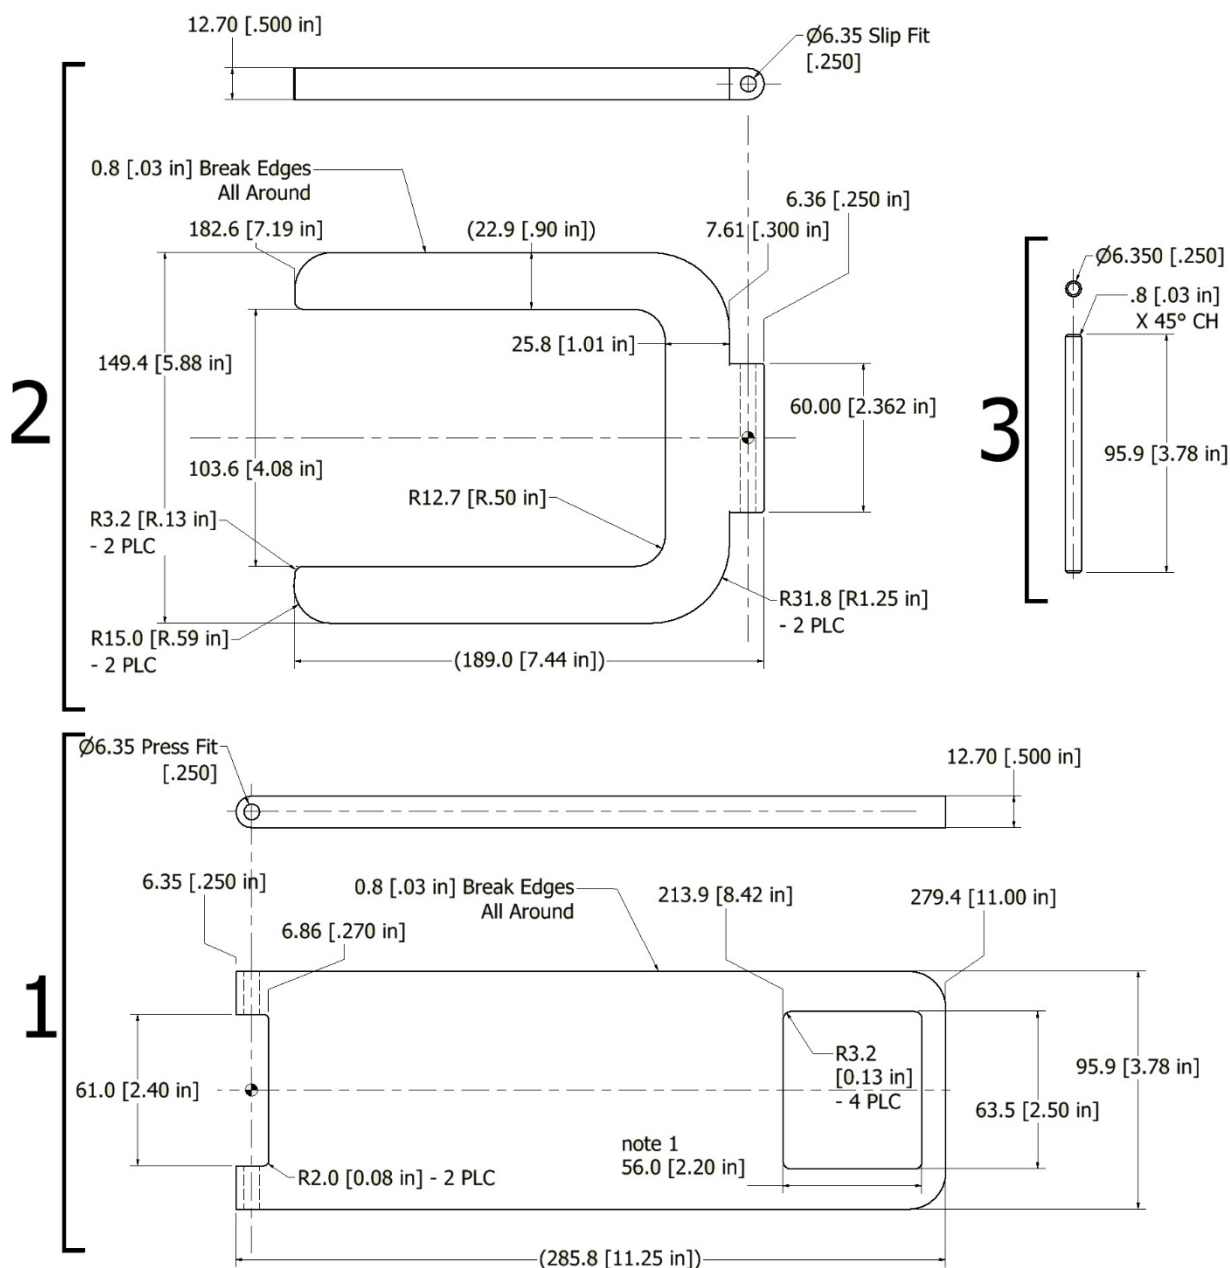 12.70 [.500 in]
Ø6.35 Slip Fit
[.250]
2
0.8 [.03 in] Break Edges
All Around
182.6 [7.19 in]
(22.9 [.90 in])
6.36 [.250 in]
7.61 [.300 in]
149.4 [5.88 in]
25.8 [1.01 in]
60.00 [2.362 in]
103.6 [4.08 in]
R12.7 [R.50 in]
R3.2 [R.13 in]
- 2 PLC
R15.0 [R.59 in]
- 2 PLC
R31.8 [R1.25 in]
- 2 PLC
(189.0 [7.44 in])
3
Ø6.350 [.250]
.8 [.03 in]
X 45° CH
95.9 [3.78 in]
1
Ø6.35 Press Fit
[.250]
12.70 [.500 in]
6.35 [.250 in]
6.86 [.270 in]
0.8 [.03 in] Break Edges
All Around
213.9 [8.42 in]
279.4 [11.00 in]
61.0 [2.40 in]
R3.2
[0.13 in]
- 4 PLC
95.9 [3.78 in]
63.5 [2.50 in]
note 1
56.0 [2.20 in]
R2.0 [0.08 in] - 2 PLC
(285.8 [11.25 in])